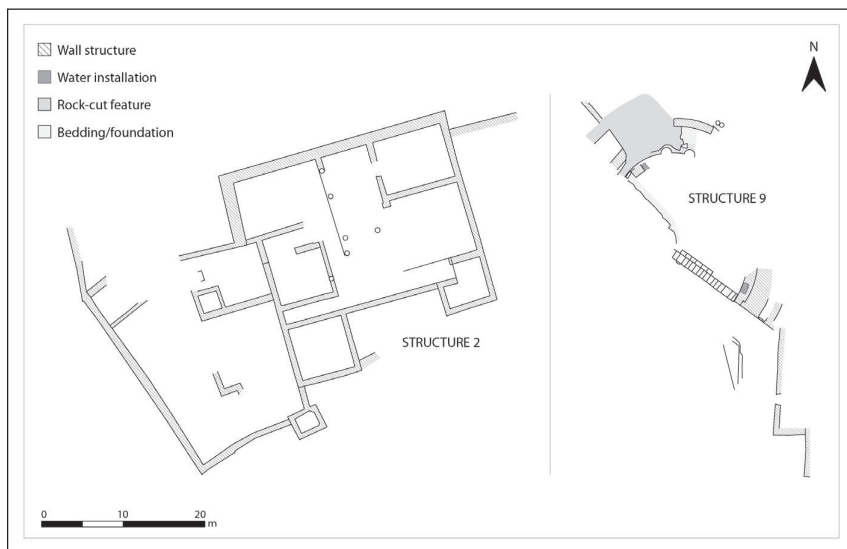 Wall structure
Water installation
Rock-cut feature
Bedding/foundation
N
STRUCTURE 9
STRUCTURE 2
0 10 20
m